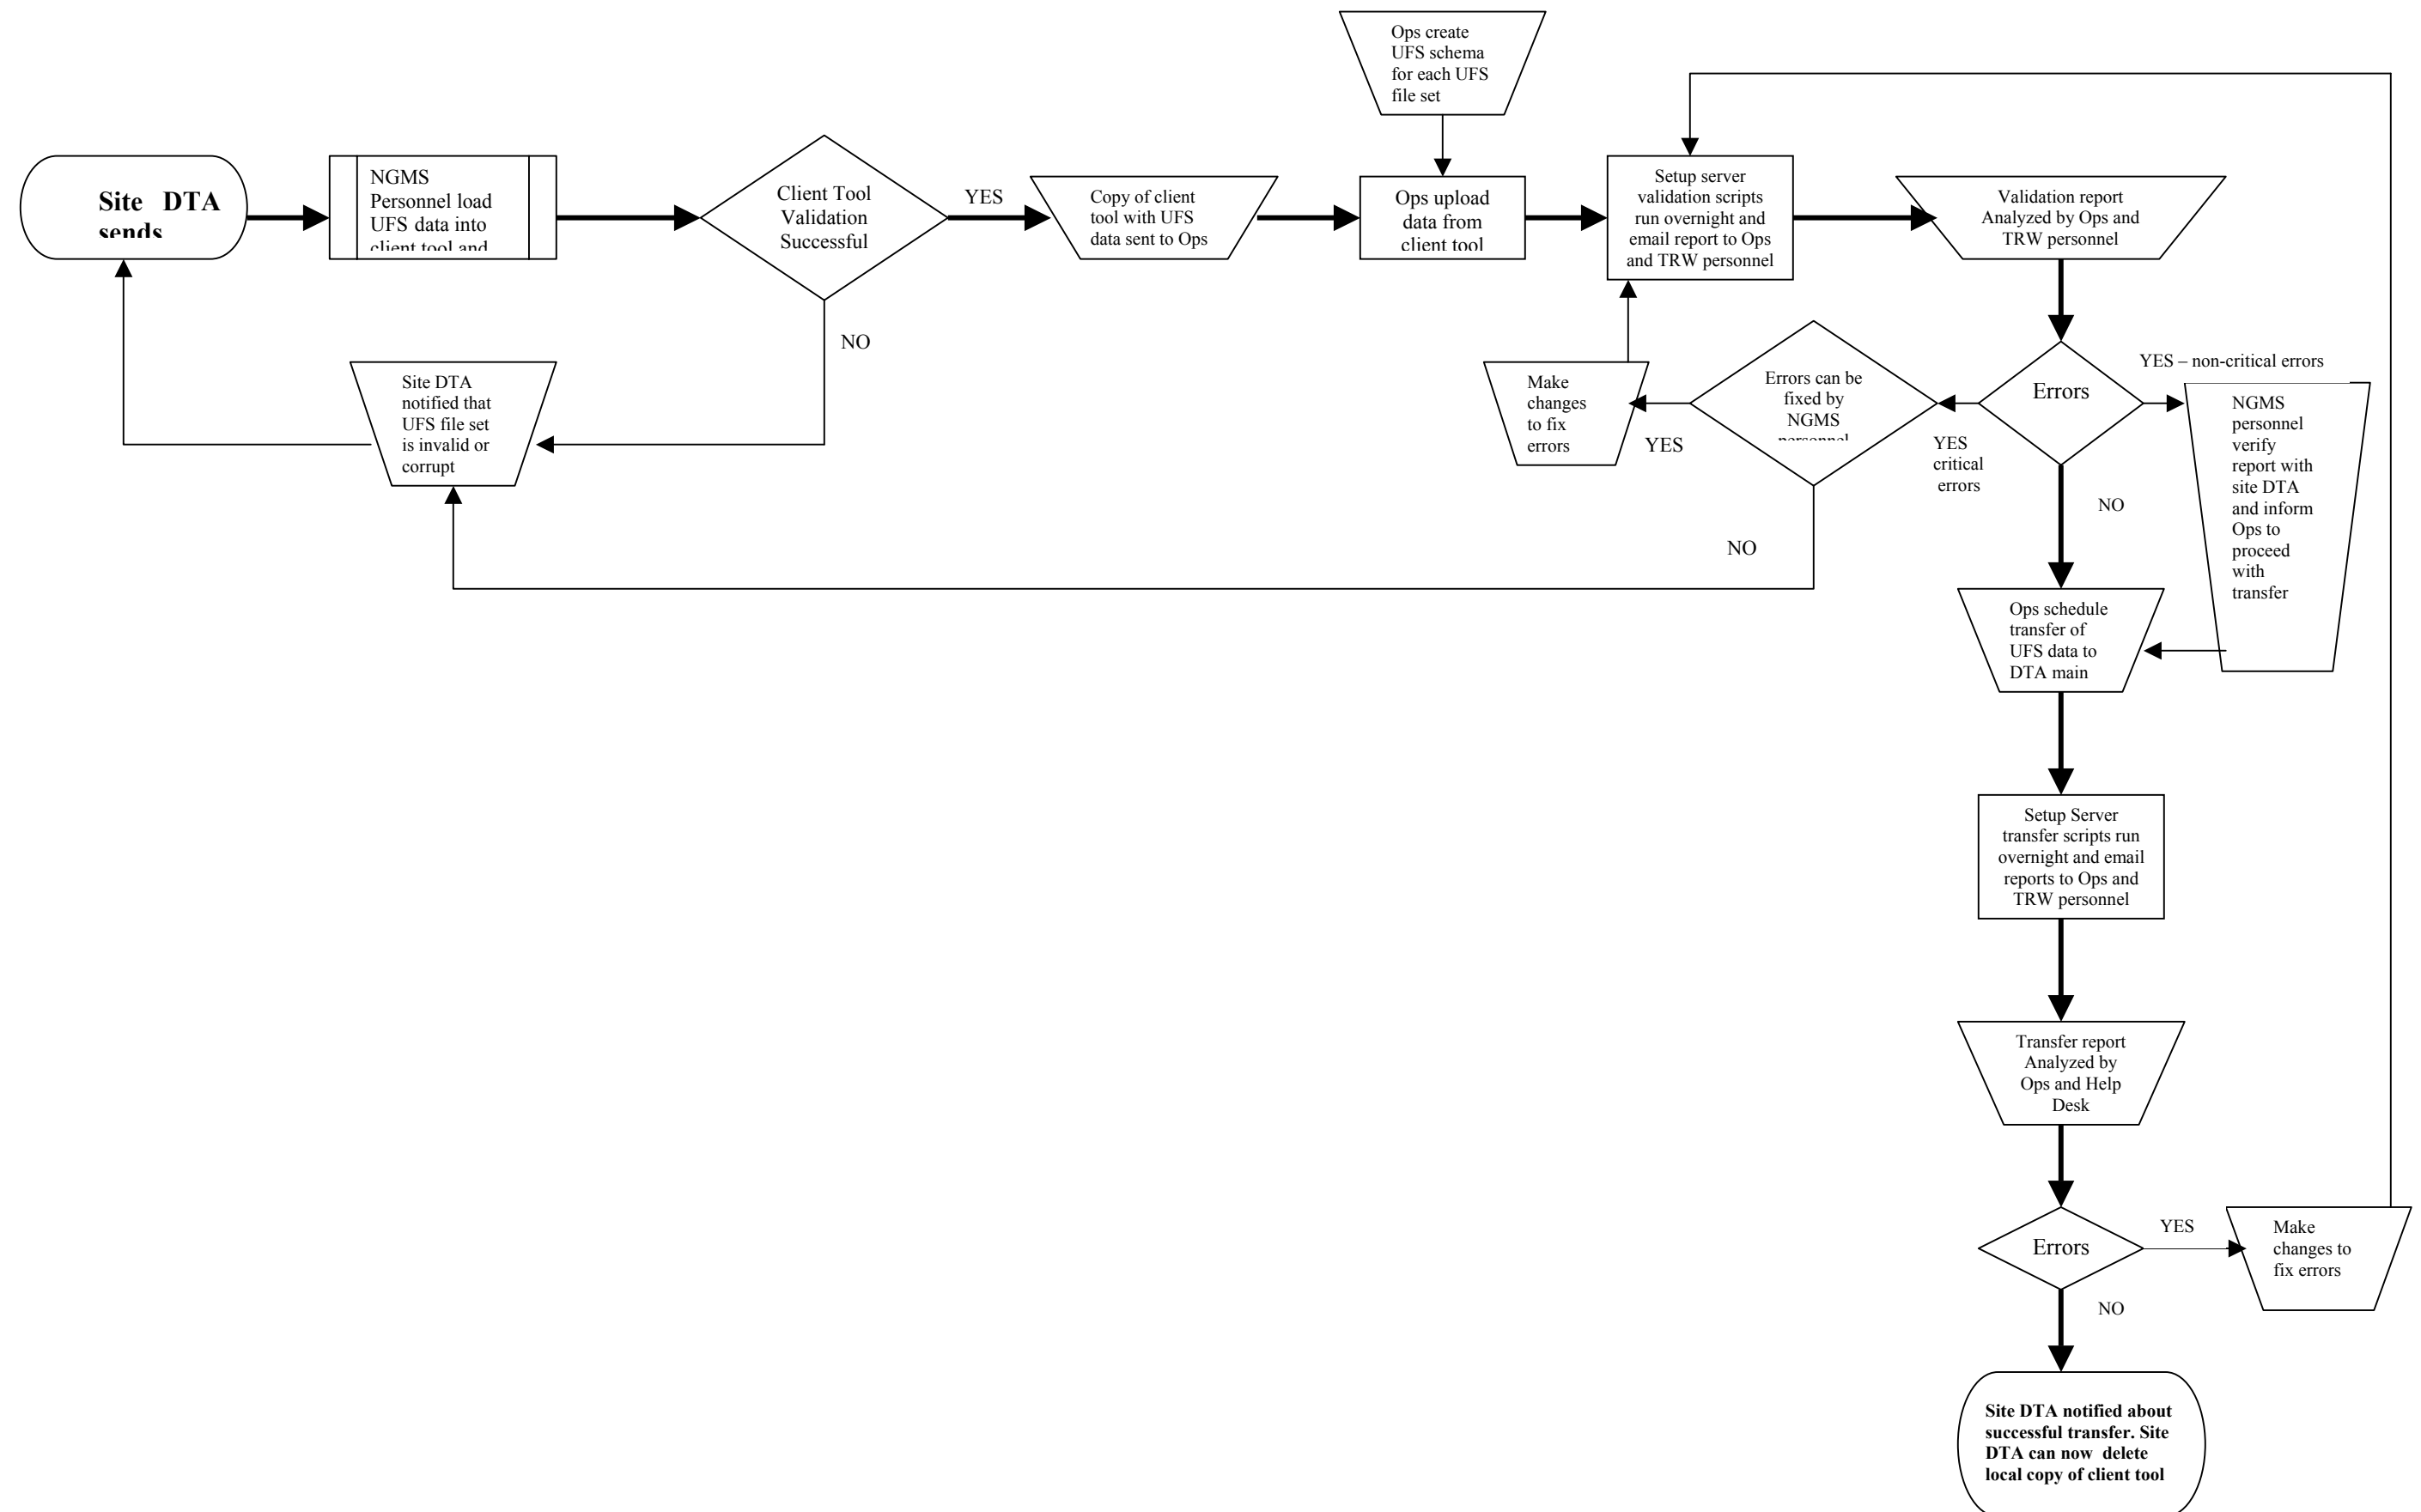 Ops create
UFS schema
for each UFS
file set
Site DTA
sends
NGMS
Personnel load
UFS data into
client tool and
Client Tool
Validation
Successful
YES
Copy of client
tool with UFS
data sent to Ops
Ops upload
data from
client tool
Setup server
validation scripts
run overnight and
email report to Ops
and TRW personnel
Validation report
Analyzed by Ops and
TRW personnel
NO
Site DTA
notified that
UFS file set
is invalid or
corrupt
Make
changes
to fix
errors
YES
Errors can be
fixed by
NGMS
personnel
NO
YES
critical
errors
Errors
YES – non-critical errors
NGMS
personnel
verify
report with
site DTA
and inform
Ops to
proceed
with
transfer
NO
Ops schedule
transfer of
UFS data to
DTA main
Setup Server
transfer scripts run
overnight and email
reports to Ops and
TRW personnel
Transfer report
Analyzed by
Ops and Help
Desk
Errors
YES
Make
changes to
fix errors
NO
Site DTA notified about
successful transfer. Site
DTA can now delete
local copy of client tool